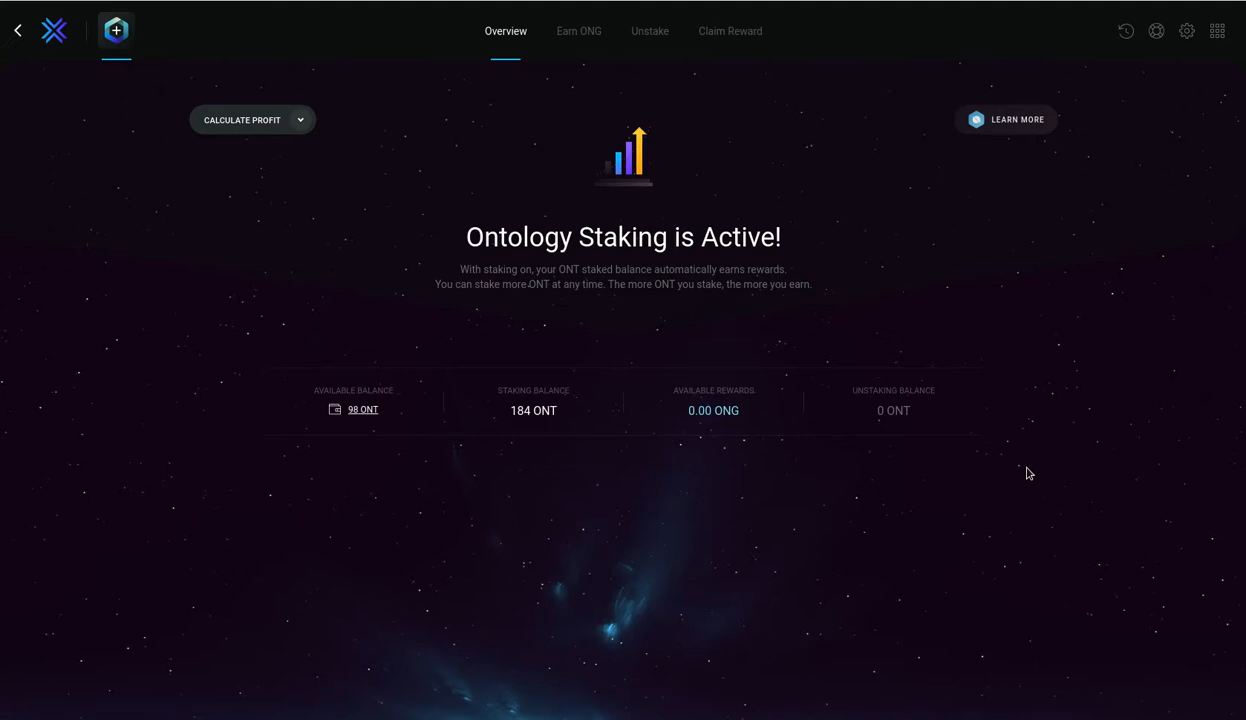 Overview
Earn ONG
Unstake
Claim Reward
CALCULATE PROFIT
LEARN MORE
Ontology Staking is Active!
With staking on, your ONT staked balance automatically earns rewards.
You can stake more ONT at any time. The more ONT you stake, the more you earn.
AVAILABLE BALANCE
98 ONT
STAKING BALANCE
184 ONT
AVAILABLE REWARDS
0.00 ONG
UNSTAKING BALANCE
0 ONT